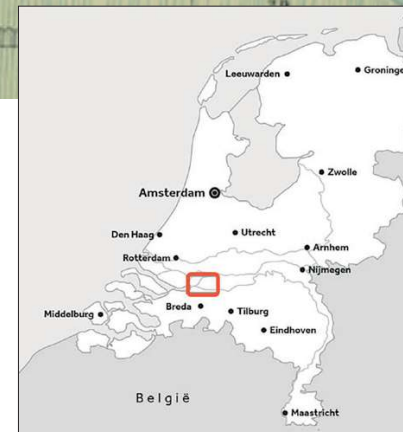 Leeuwarden
Groninge
Zwolle
Amsterdam
Den Haag
Utrecht
Rotterdam
Arnhem
Nijmegen
Middelburg
Breda
Tilburg
Eindhoven
België
Maastricht